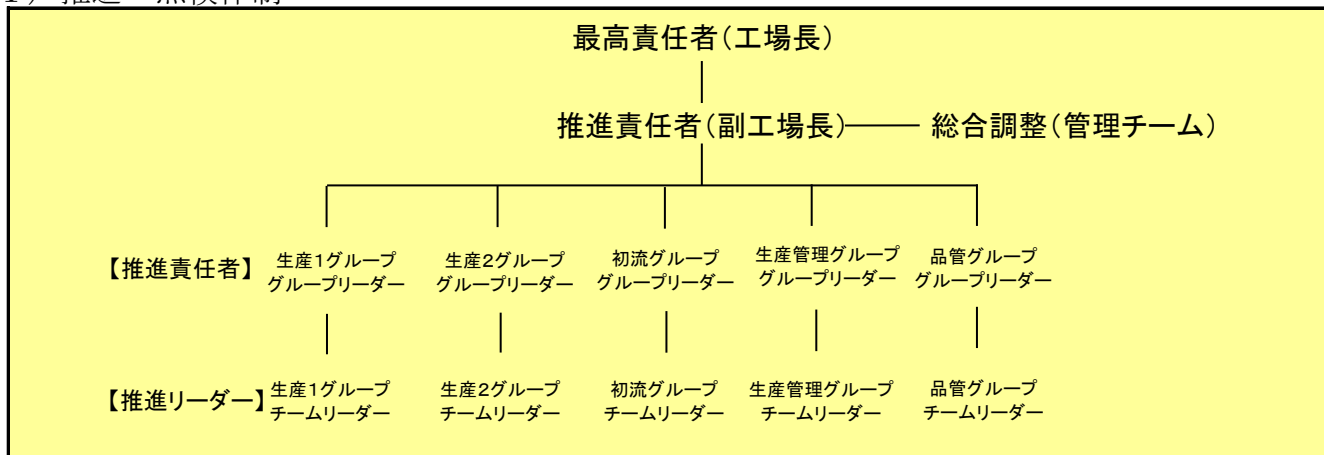 最高責任者(工場長)
推進責任者(副工場長) 総合調整(管理チーム)
【推進責任者】 生産1グループ 生産2グループ 初流グループ 生産管理グループ 品管グループ
グループリーダー グループリーダー グループリーダー グループリーダー グループリーダー
【推進リーダー】 生産1グループ 生産2グループ 初流グループ 生産管理グループ 品管グループ
チームリーダー チームリーダー チームリーダー チームリーダー チームリーダー